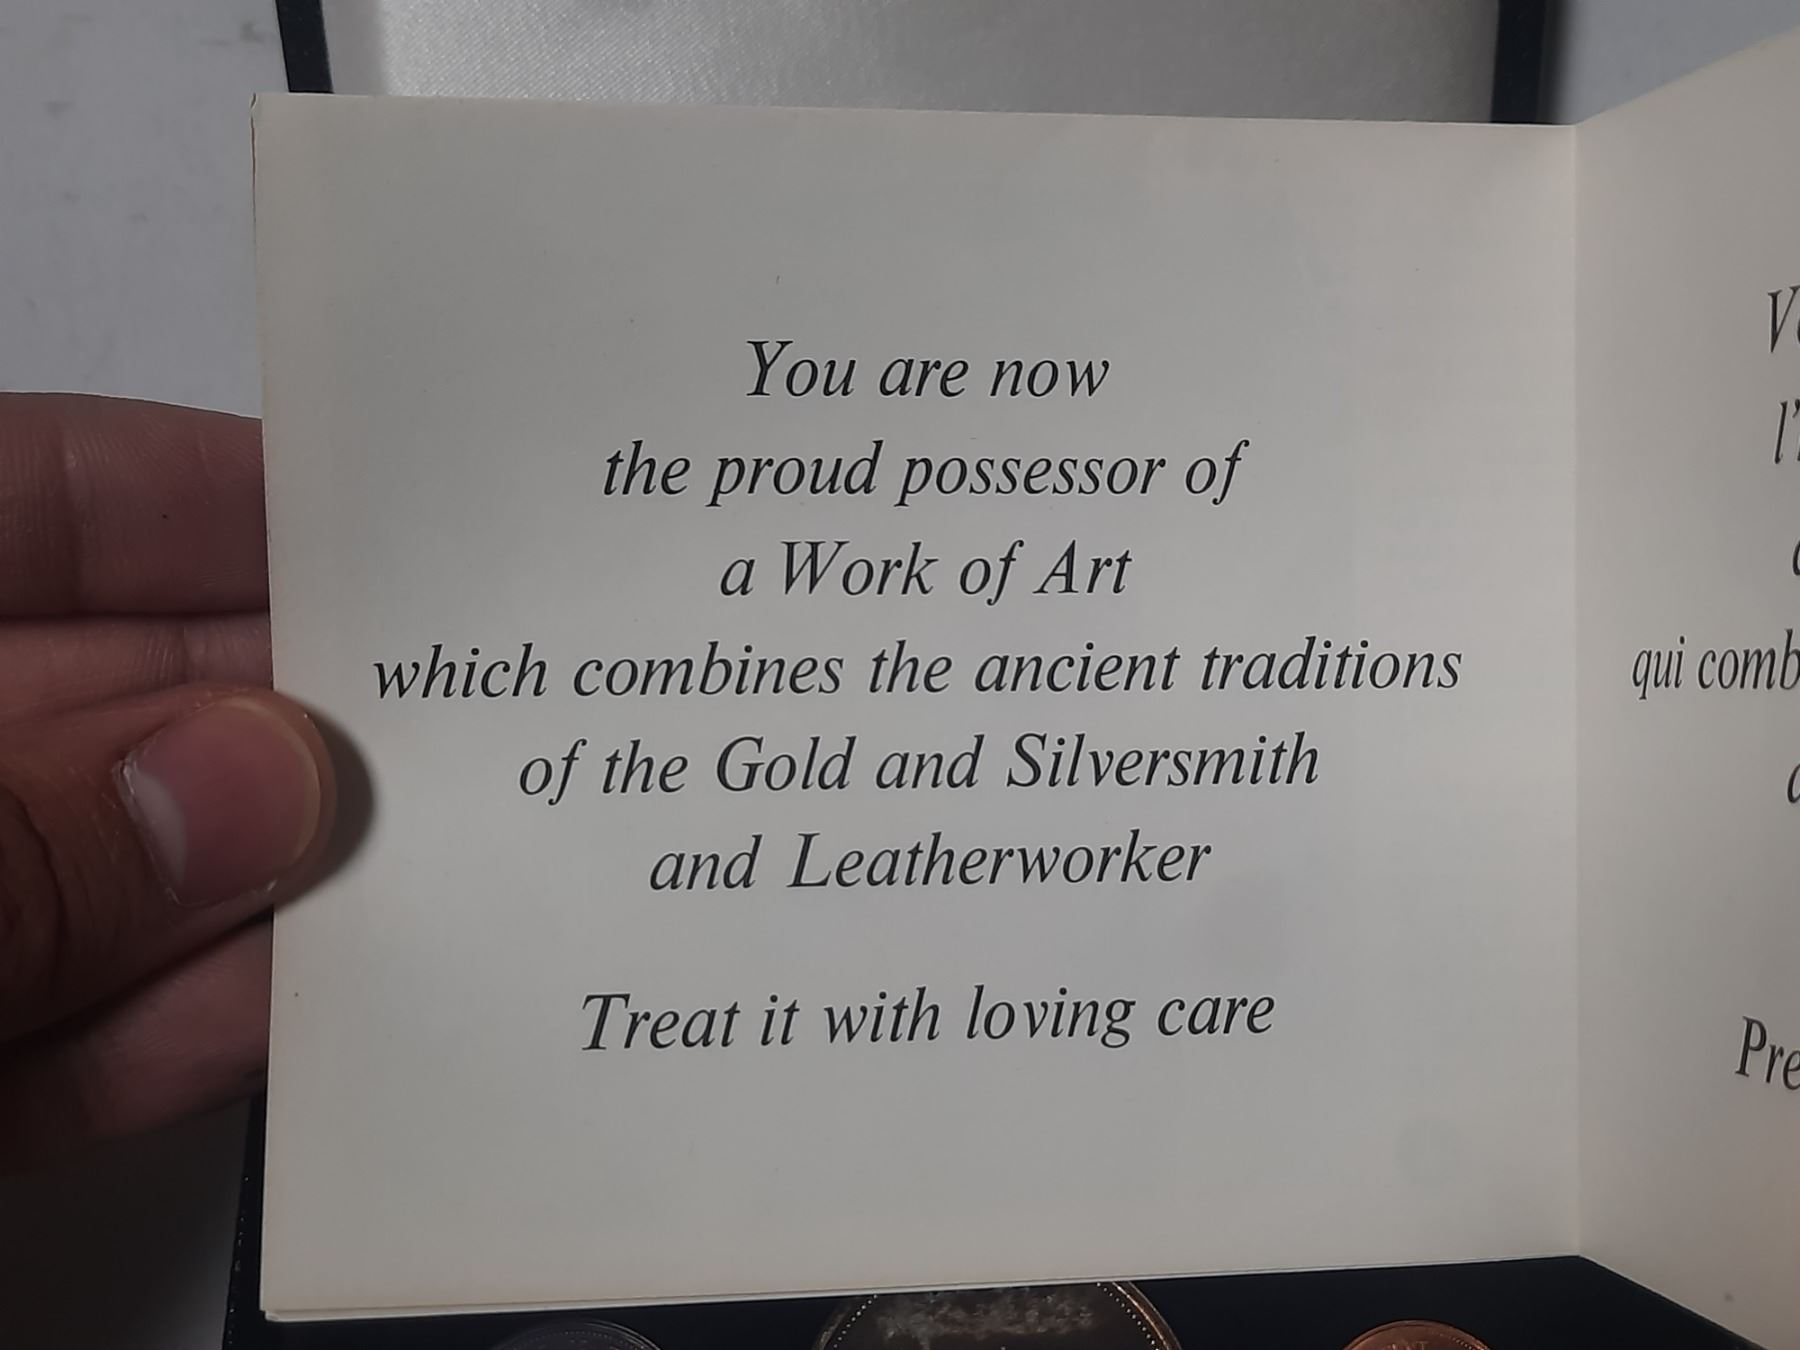 You are now
the proud possessor of
a Work of Art
which combines the ancient traditions
of the Gold and Silversmith
and Leatherworker
Treat it with loving care
qui